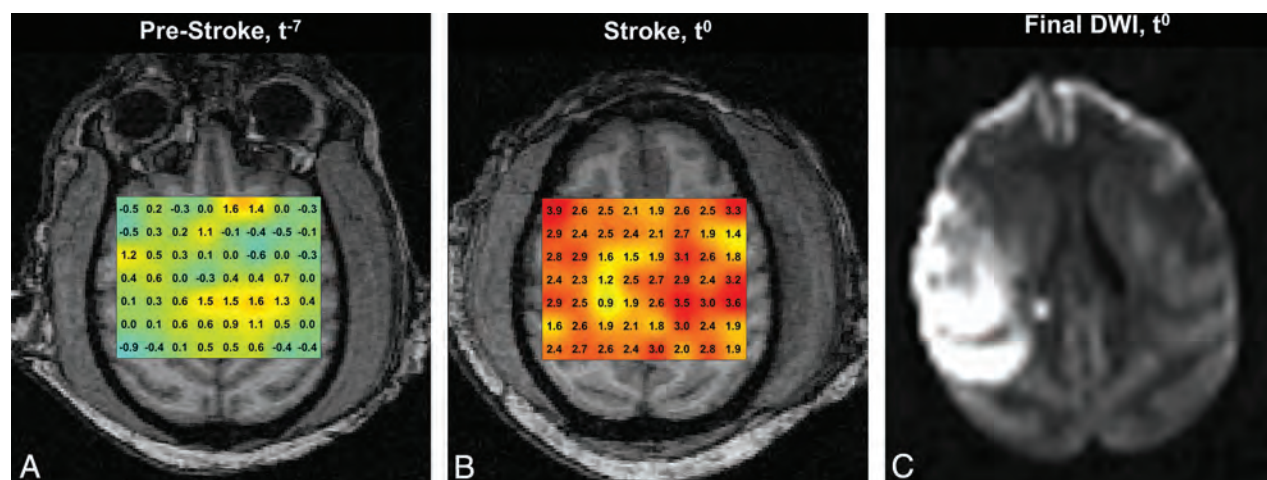 Pre-Stroke, t-7
-0.5 0.2 -0.3 0.0 1.6 1.4 0.0 -0.3
-0.5 0.3 0.2 1.1 -0.1 -0.4 -0.5 -0.1
1.2 0.5 0.3 0.1 0.0 -0.6 0.0 -0.3
0.4 0.6 0.0 -0.3 0.4 0.4 0.7 0.0
0.1 0.3 0.6 1.5 1.5 1.6 1.3 0.4
0.0 0.1 0.6 0.6 0.9 1.1 0.5 0.0
-0.9 -0.4 0.1 0.5 0.5 0.6 -0.4 -0.4
A
Stroke, t0
3.9 2.6 2.5 2.1 1.9 2.6 2.5 3.3
2.9 2.4 2.5 2.4 2.1 2.7 1.9 1.4
2.8 2.9 1.6 1.5 1.9 3.1 2.6 1.8
2.4 2.3 1.2 2.5 2.7 2.9 2.4 3.2
2.9 2.5 0.9 1.9 2.6 3.5 3.0 3.6
1.6 2.6 1.9 2.1 1.8 3.0 2.4 1.9
2.4 2.7 2.6 2.4 3.0 2.0 2.8 1.9
B
Final DWI, t0
C